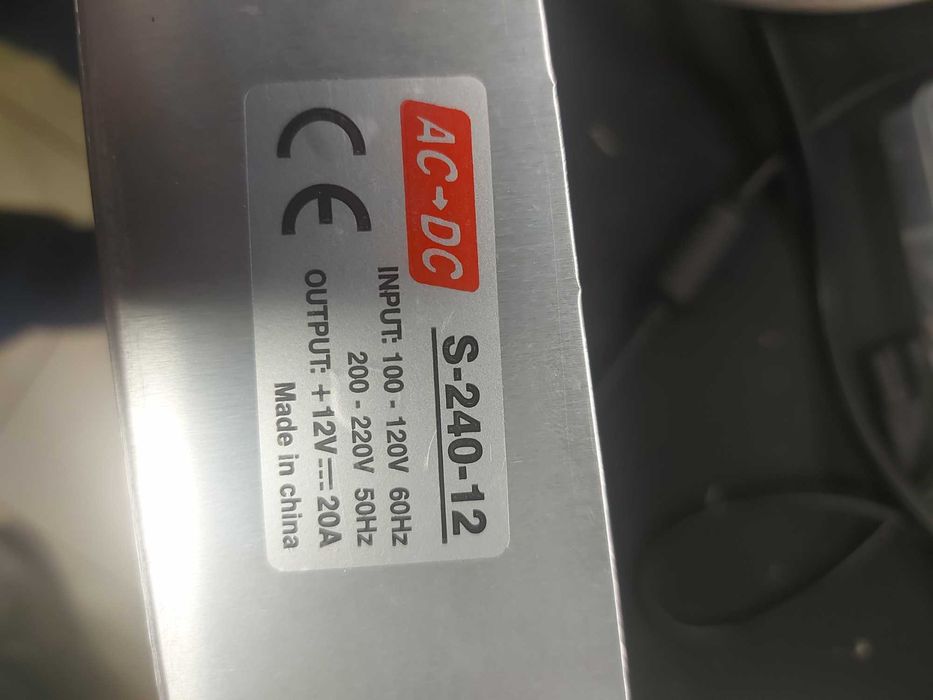 AC→DC
S-240-12
CE
INPUT: 100 - 120V 60Hz
200 - 220V 50Hz
OUTPUT: +12V⎓20A
Made in china